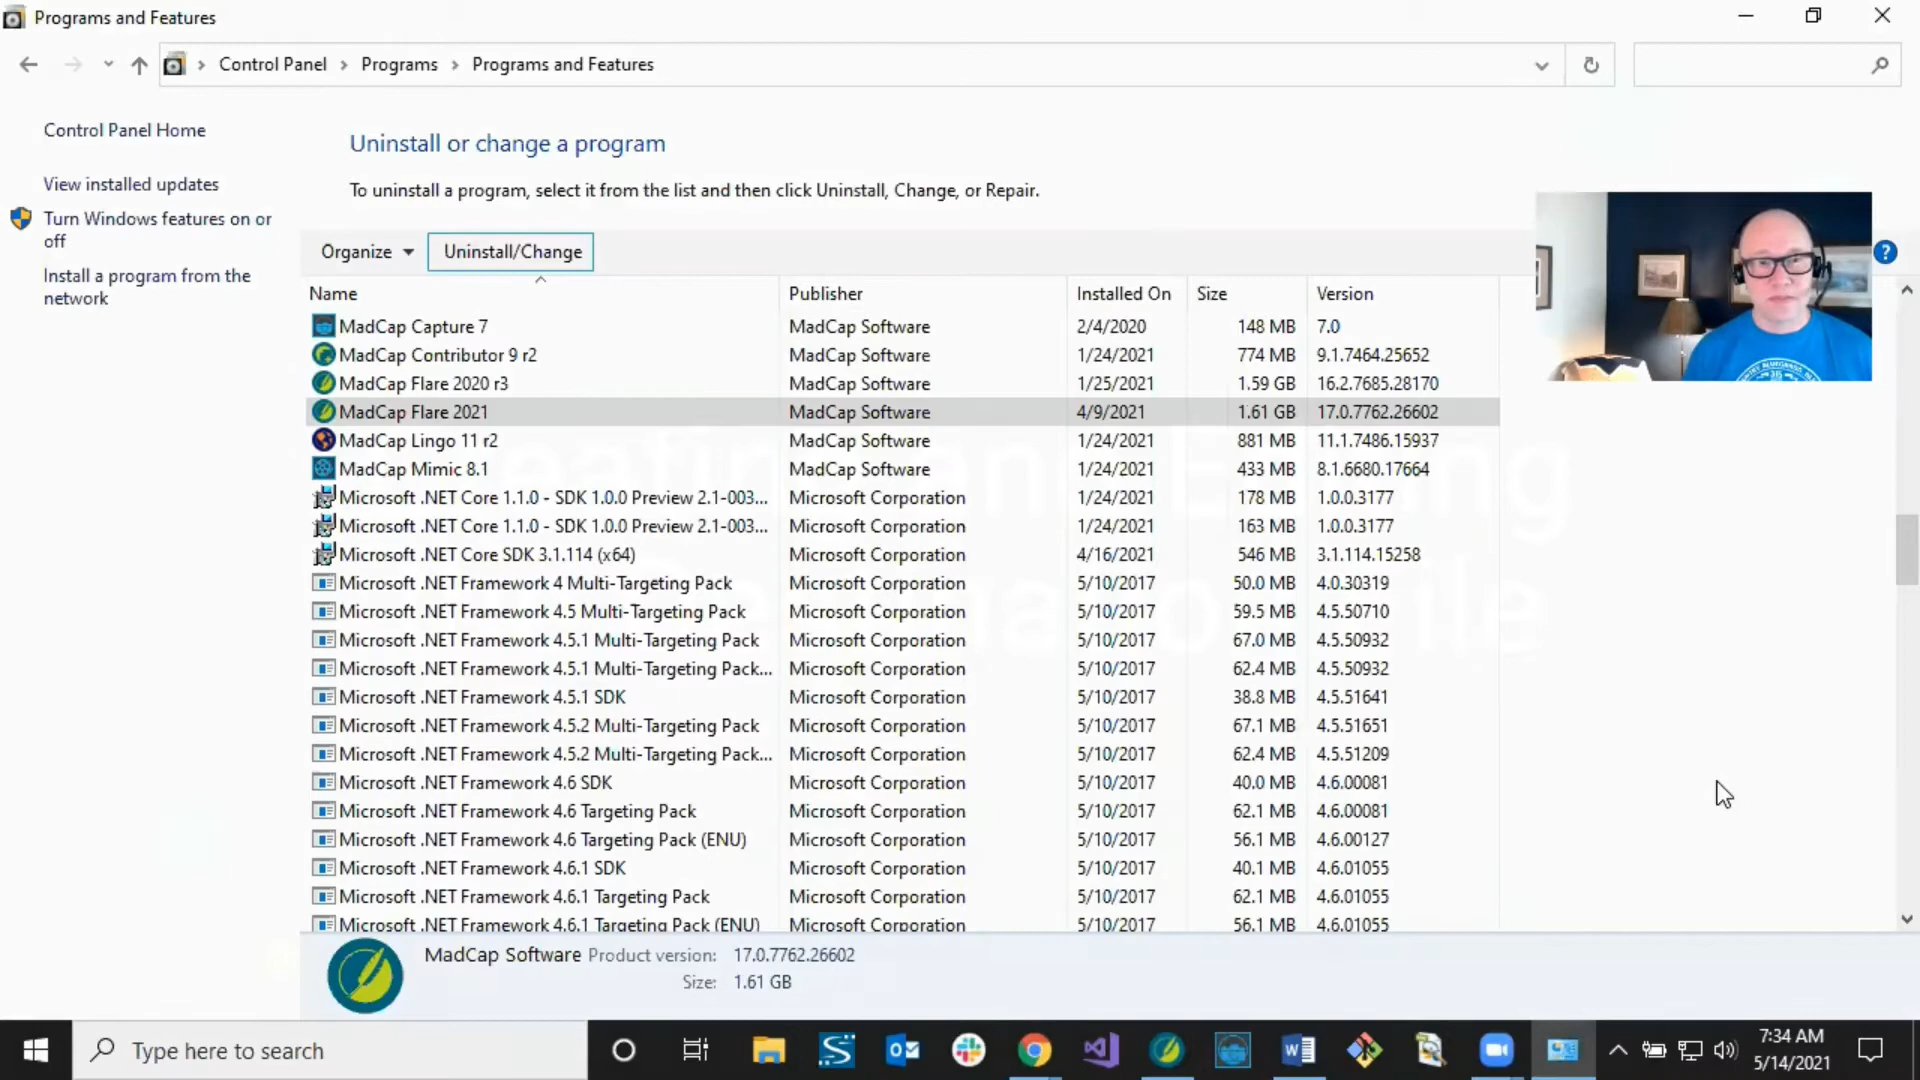 Programs and Features
Control Panel > Programs > Programs and Features
Control Panel Home
View installed updates
Turn Windows features on or
off
Install a program from the
network
Uninstall or change a program
To uninstall a program, select it from the list and then click Uninstall, Change, or Repair.
Organize
Uninstall/Change
Name Publisher Installed On Size Version
MadCap Capture 7 MadCap Software 2/4/2020 148 MB 7.0
MadCap Contributor 9 r2 MadCap Software 1/24/2021 774 MB 9.1.7464.25652
MadCap Flare 2020 r3 MadCap Software 1/25/2021 1.59 GB 16.2.7685.28170
MadCap Flare 2021 MadCap Software 4/9/2021 1.61 GB 17.0.7762.26602
MadCap Lingo 11 r2 MadCap Software 1/24/2021 881 MB 11.1.7486.15937
MadCap Mimic 8.1 MadCap Software 1/24/2021 433 MB 8.1.6680.17664
Microsoft .NET Core 1.1.0 - SDK 1.0.0 Preview 2.1-003... Microsoft Corporation 1/24/2021 178 MB 1.0.0.3177
Microsoft .NET Core 1.1.0 - SDK 1.0.0 Preview 2.1-003... Microsoft Corporation 1/24/2021 163 MB 1.0.0.3177
Microsoft .NET Core SDK 3.1.114 (x64) Microsoft Corporation 4/16/2021 546 MB 3.1.114.15258
Microsoft .NET Framework 4 Multi-Targeting Pack Microsoft Corporation 5/10/2017 50.0 MB 4.0.30319
Microsoft .NET Framework 4.5 Multi-Targeting Pack Microsoft Corporation 5/10/2017 59.5 MB 4.5.50710
Microsoft .NET Framework 4.5.1 Multi-Targeting Pack Microsoft Corporation 5/10/2017 67.0 MB 4.5.50932
Microsoft .NET Framework 4.5.1 Multi-Targeting Pack... Microsoft Corporation 5/10/2017 62.4 MB 4.5.50932
Microsoft .NET Framework 4.5.1 SDK Microsoft Corporation 5/10/2017 38.8 MB 4.5.51641
Microsoft .NET Framework 4.5.2 Multi-Targeting Pack Microsoft Corporation 5/10/2017 67.1 MB 4.5.51651
Microsoft .NET Framework 4.5.2 Multi-Targeting Pack... Microsoft Corporation 5/10/2017 62.4 MB 4.5.51209
Microsoft .NET Framework 4.6 SDK Microsoft Corporation 5/10/2017 40.0 MB 4.6.00081
Microsoft .NET Framework 4.6 Targeting Pack Microsoft Corporation 5/10/2017 62.1 MB 4.6.00081
Microsoft .NET Framework 4.6 Targeting Pack (ENU) Microsoft Corporation 5/10/2017 56.1 MB 4.6.00127
Microsoft .NET Framework 4.6.1 SDK Microsoft Corporation 5/10/2017 40.1 MB 4.6.01055
Microsoft .NET Framework 4.6.1 Targeting Pack Microsoft Corporation 5/10/2017 62.1 MB 4.6.01055
Microsoft .NET Framework 4.6.1 Targeting Pack (ENU) Microsoft Corporation 5/10/2017 56.1 MB 4.6.01055
MadCap Software Product version: 17.0.7762.26602
Size: 1.61 GB
Type here to search
7:34 AM
5/14/2021